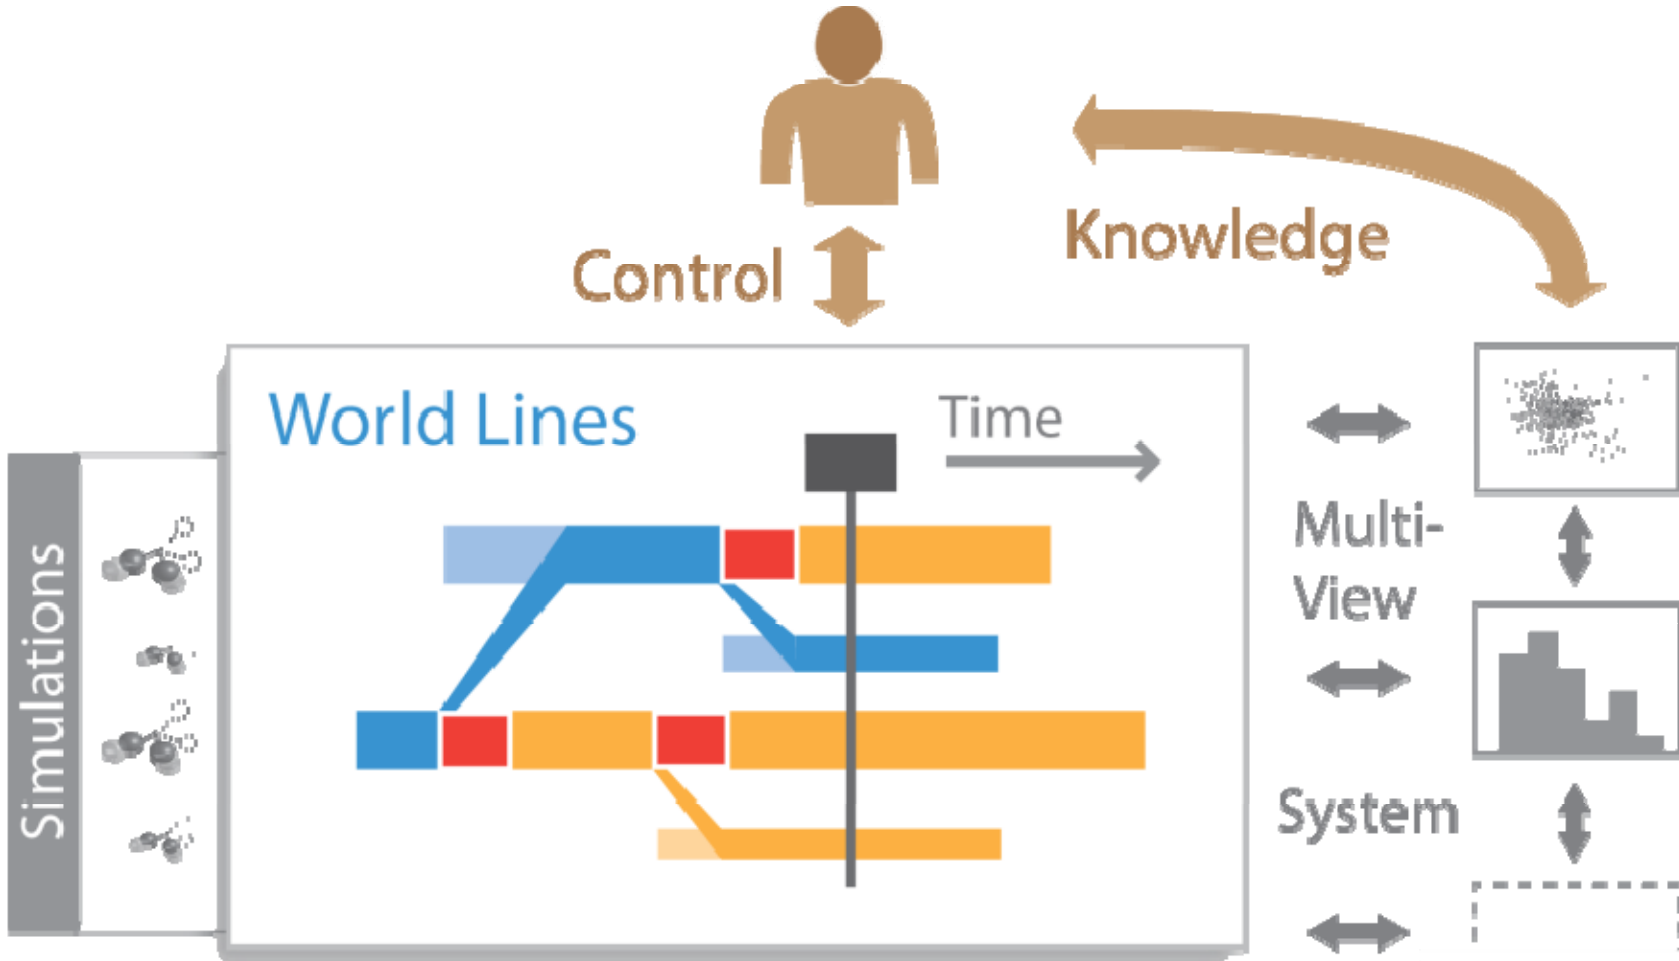 Control
Knowledge
World Lines
Time
Simulations
Multi-
View
System